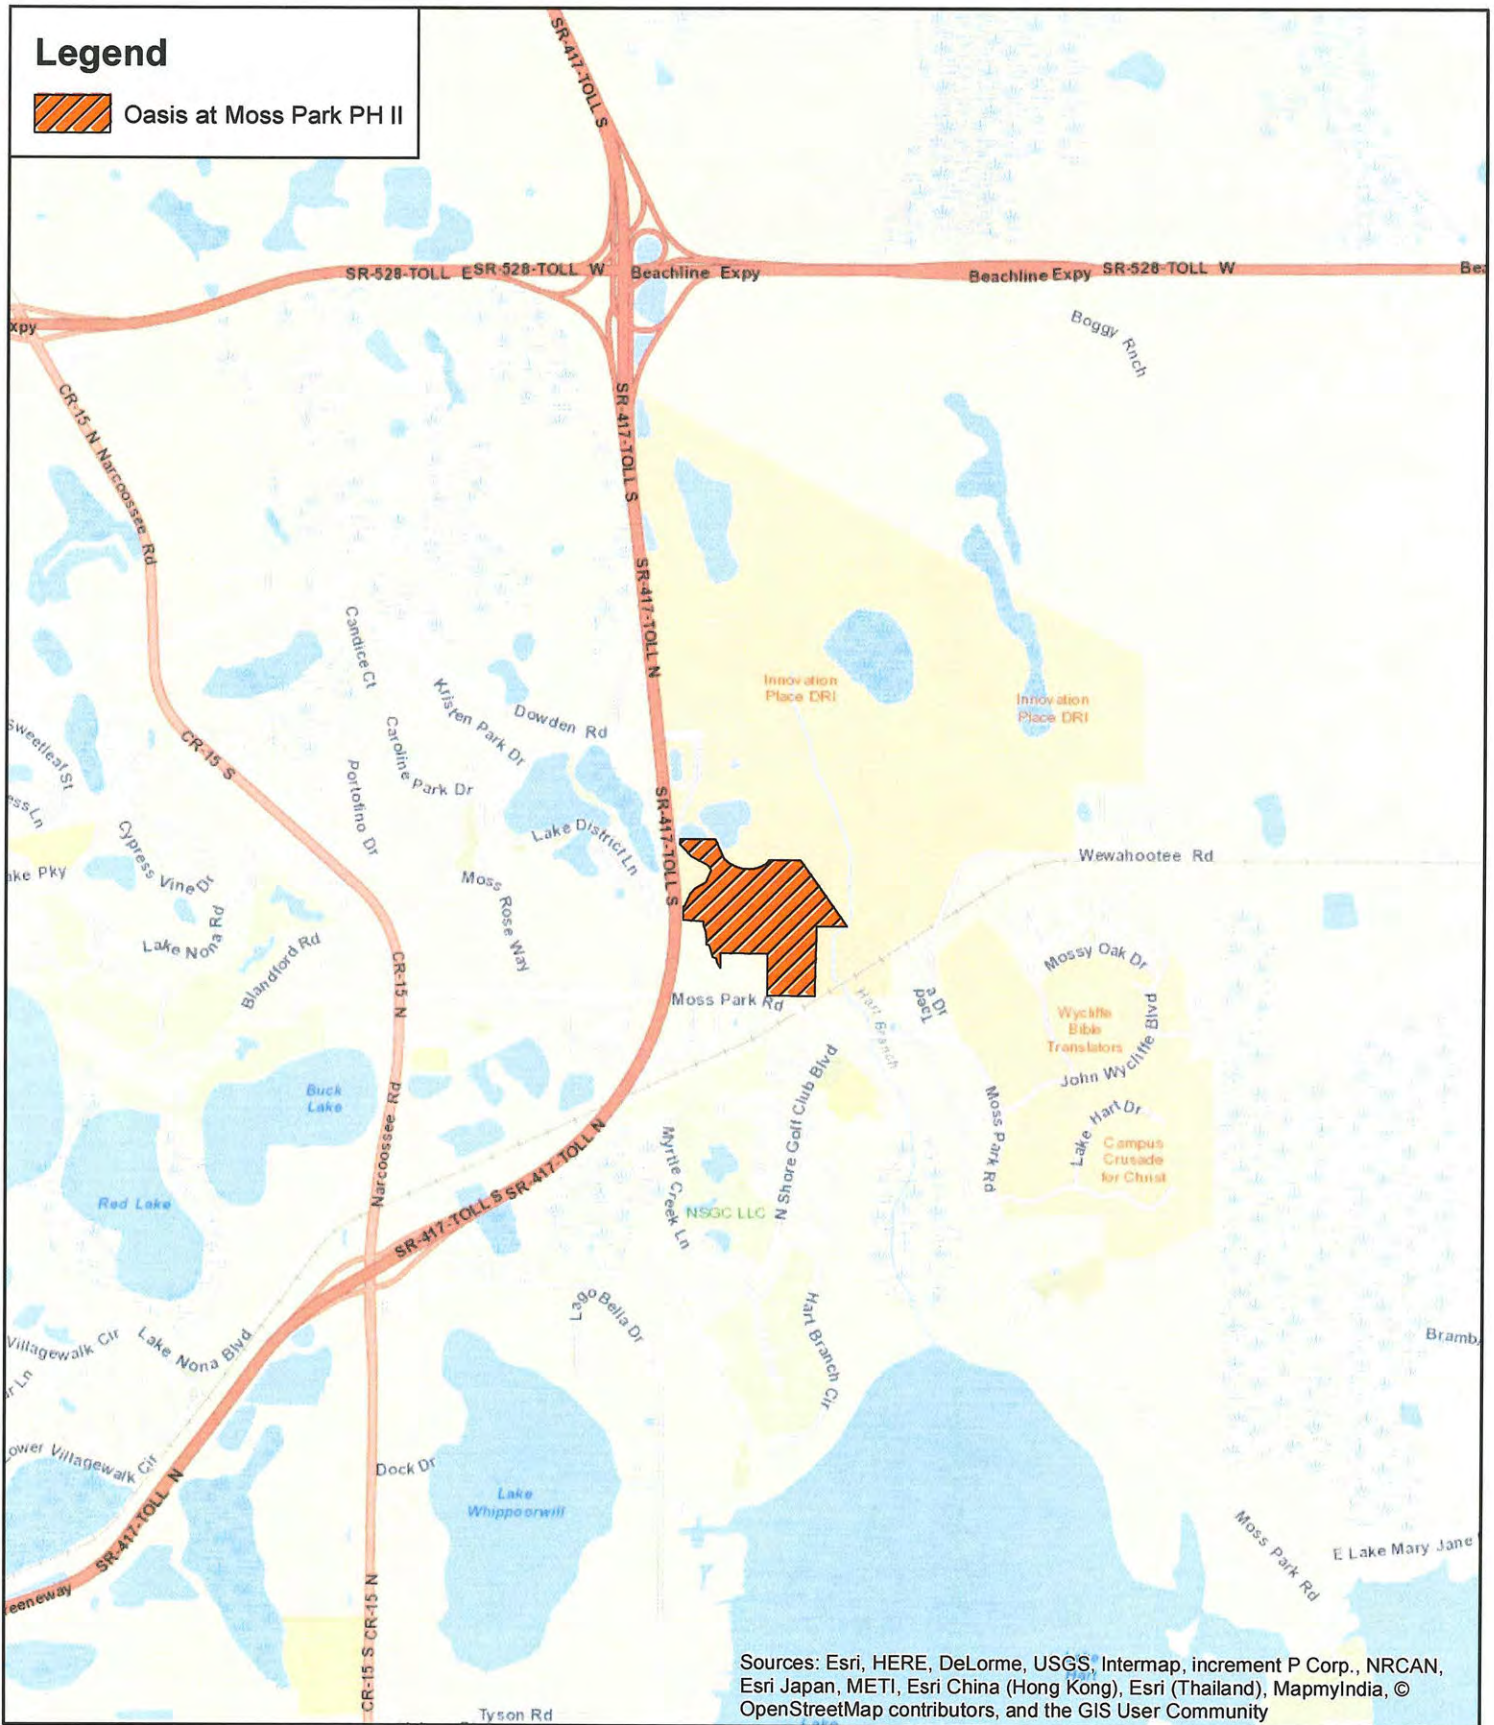 Legend
Oasis at Moss Park PH II
SR-417-TOLL S
SR-528-TOLL E
SR-528-TOLL W
Beachline Expy
Beachline Expy
SR-528-TOLL W
xpy
Boggy Rnch
CR-15 N
Narcoossee Rd
SR-417-TOLL S
SR-417-TOLL N
Candice Ct
Kristen Park Dr
Dowden Rd
Caroline Park Dr
Portofino Dr
Innovation
Place DRI
Innovation
Place DRI
Sweetleaf St
CR-15 S
ess Ln
Cypress Vine Dr
ake Pky
Lake District Ln
SR-417-TOLL S
Wewahootee Rd
Moss Rose Way
Lake Nona Rd
Blandford Rd
CR-15 N
Moss Park Rd
Hart Branch
Mossy Oak Dr
Wycliffe
Bible
Translators
John Wycliffe Blvd
Buck
Lake
Narcoossee Rd
Moss Park Rd
Lake Hart Dr
Campus
Crusade
for Christ
Myrtle Creek Ln
N Shore Golf Club Blvd
NSGC LLC
Red Lake
SR-417-TOLL S
SR-417-TOLL N
Lago Bella Dr
Hart Branch Cir
Villagewalk Cir
Lake Nona Blvd
ir Ln
Lower Villagewalk Cir
Dock Dr
Lake
Whippoorwill
SR-417-TOLL N
reeneway
Moss Park Rd
E Lake Mary Jane
CR-15 S
CR-15 N
Tyson Rd
Sources: Esri, HERE, DeLorme, USGS, Intermap, increment P Corp., NRCAN,
Esri Japan, METI, Esri China (Hong Kong), Esri (Thailand), MapmyIndia, ©
OpenStreetMap contributors, and the GIS User Community